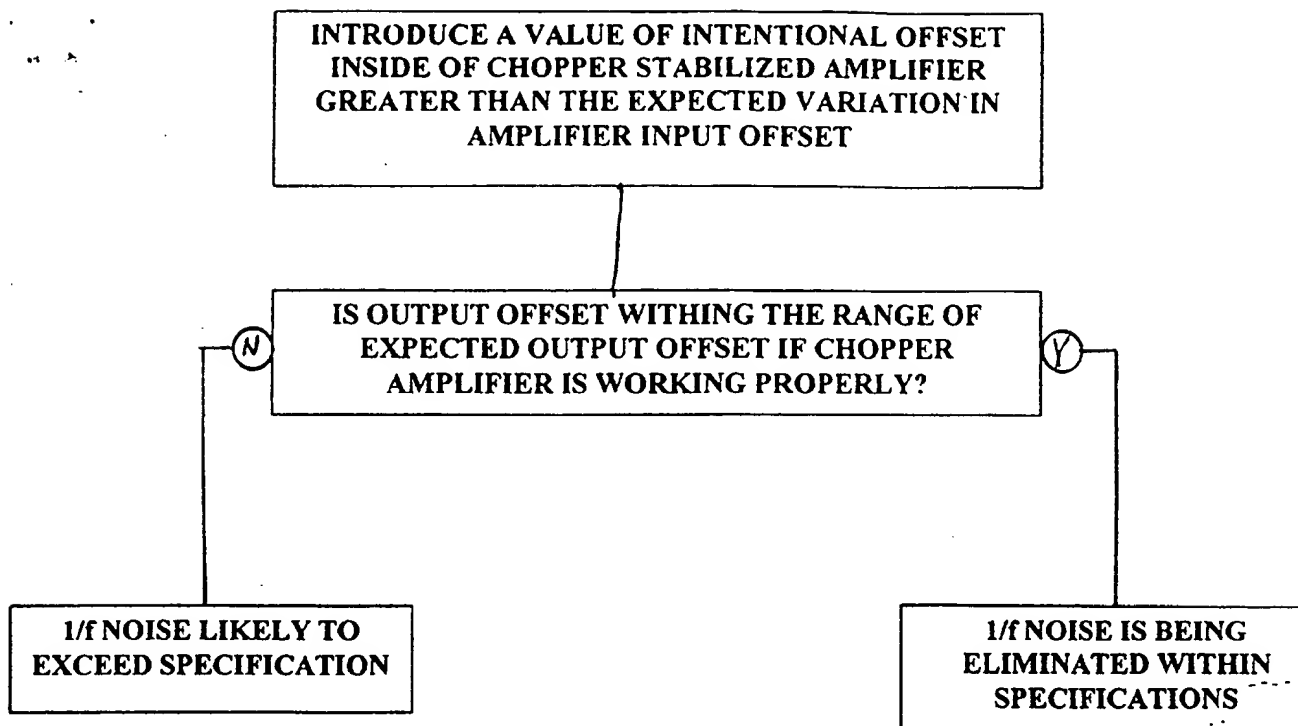 INTRODUCE A VALUE OF INTENTIONAL OFFSET
INSIDE OF CHOPPER STABILIZED AMPLIFIER
GREATER THAN THE EXPECTED VARIATION IN
AMPLIFIER INPUT OFFSET
IS OUTPUT OFFSET WITHING THE RANGE OF
EXPECTED OUTPUT OFFSET IF CHOPPER
AMPLIFIER IS WORKING PROPERLY?
N
Y
1/f NOISE LIKELY TO
EXCEED SPECIFICATION
1/f NOISE IS BEING
ELIMINATED WITHIN
SPECIFICATIONS